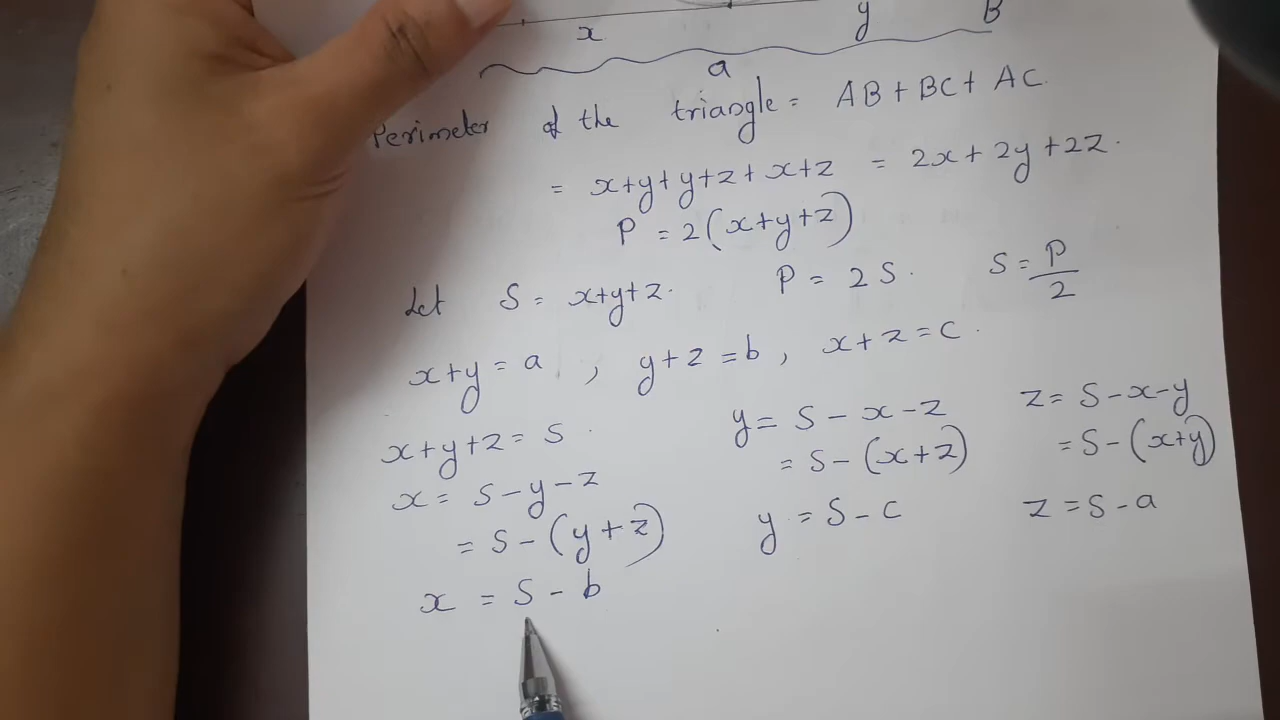 x y B
a
Perimeter of the triangle = AB + BC + AC.
= x+y+y+z+x+z = 2x+2y+2z.
P = 2(x+y+z)
Let S = x+y+z. P = 2S. S = P/2
x+y = a , y+z = b , x+z = c.
x+y+z = S. y = S-x-z z = S-x-y
x = S-y-z = S-(x+z) = S-(x+y)
= S-(y+z) y = S-c z = S-a
x = S-b